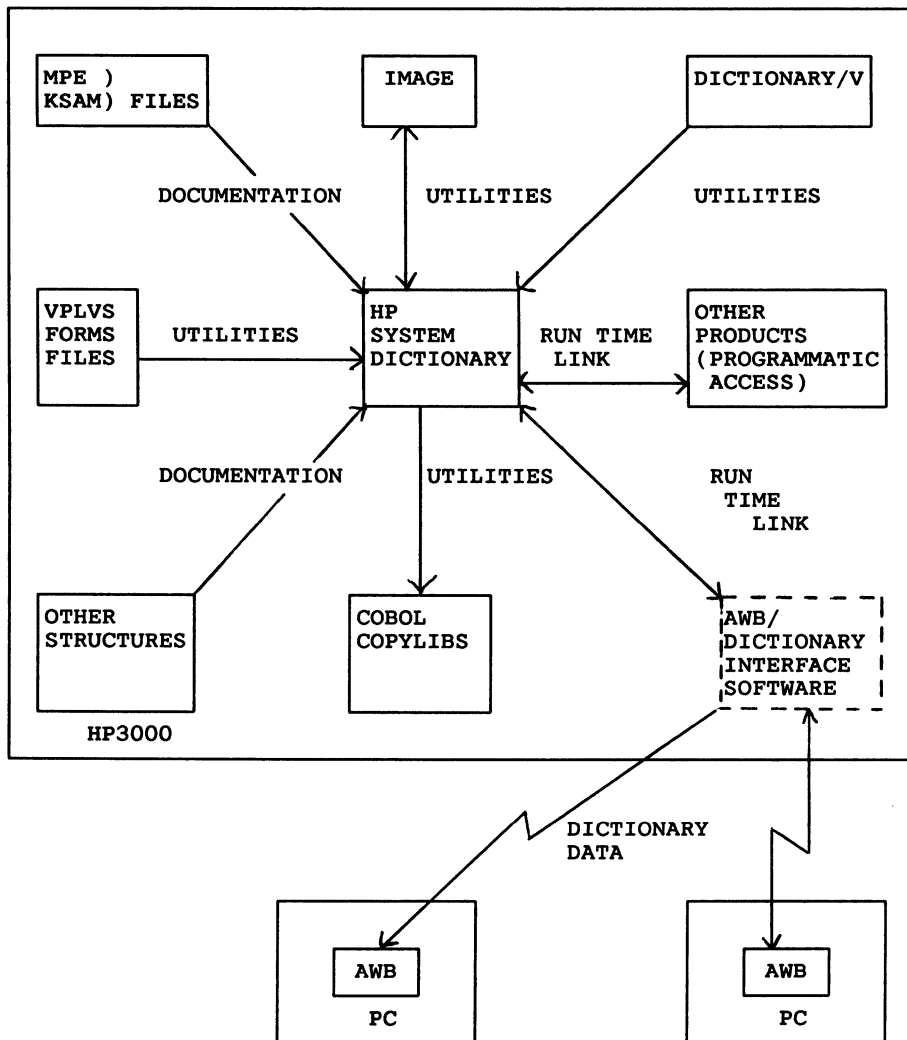 MPE )
KSAM) FILES
IMAGE
DICTIONARY/V
DOCUMENTATION
UTILITIES
UTILITIES
VPLVS
FORMS
FILES
UTILITIES
HP
SYSTEM
DICTIONARY
RUN TIME
LINK
OTHER
PRODUCTS
(PROGRAMMATIC
ACCESS)
DOCUMENTATION
UTILITIES
RUN
TIME
LINK
OTHER
STRUCTURES
COBOL
COPYLIBS
AWB/
DICTIONARY
INTERFACE
SOFTWARE
HP3000
DICTIONARY
DATA
AWB
PC
AWB
PC